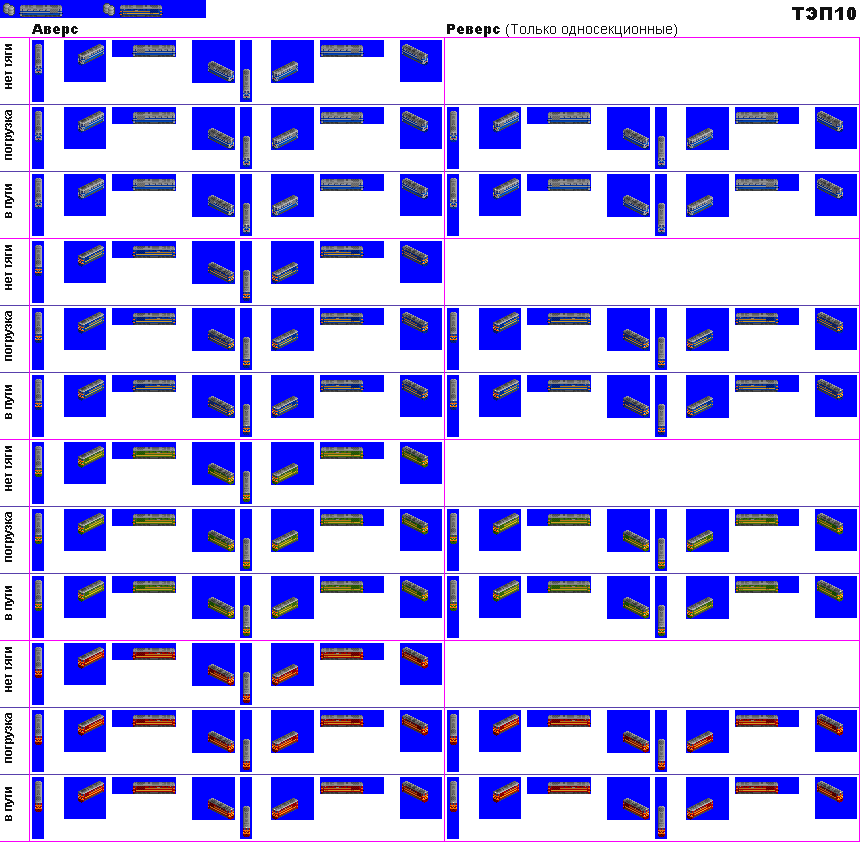 ТЭП10
Аверс
Реверс (Только односекционные)
нет тяги
погрузка
в пути
нет тяги
погрузка
в пути
нет тяги
погрузка
в пути
нет тяги
погрузка
в пути